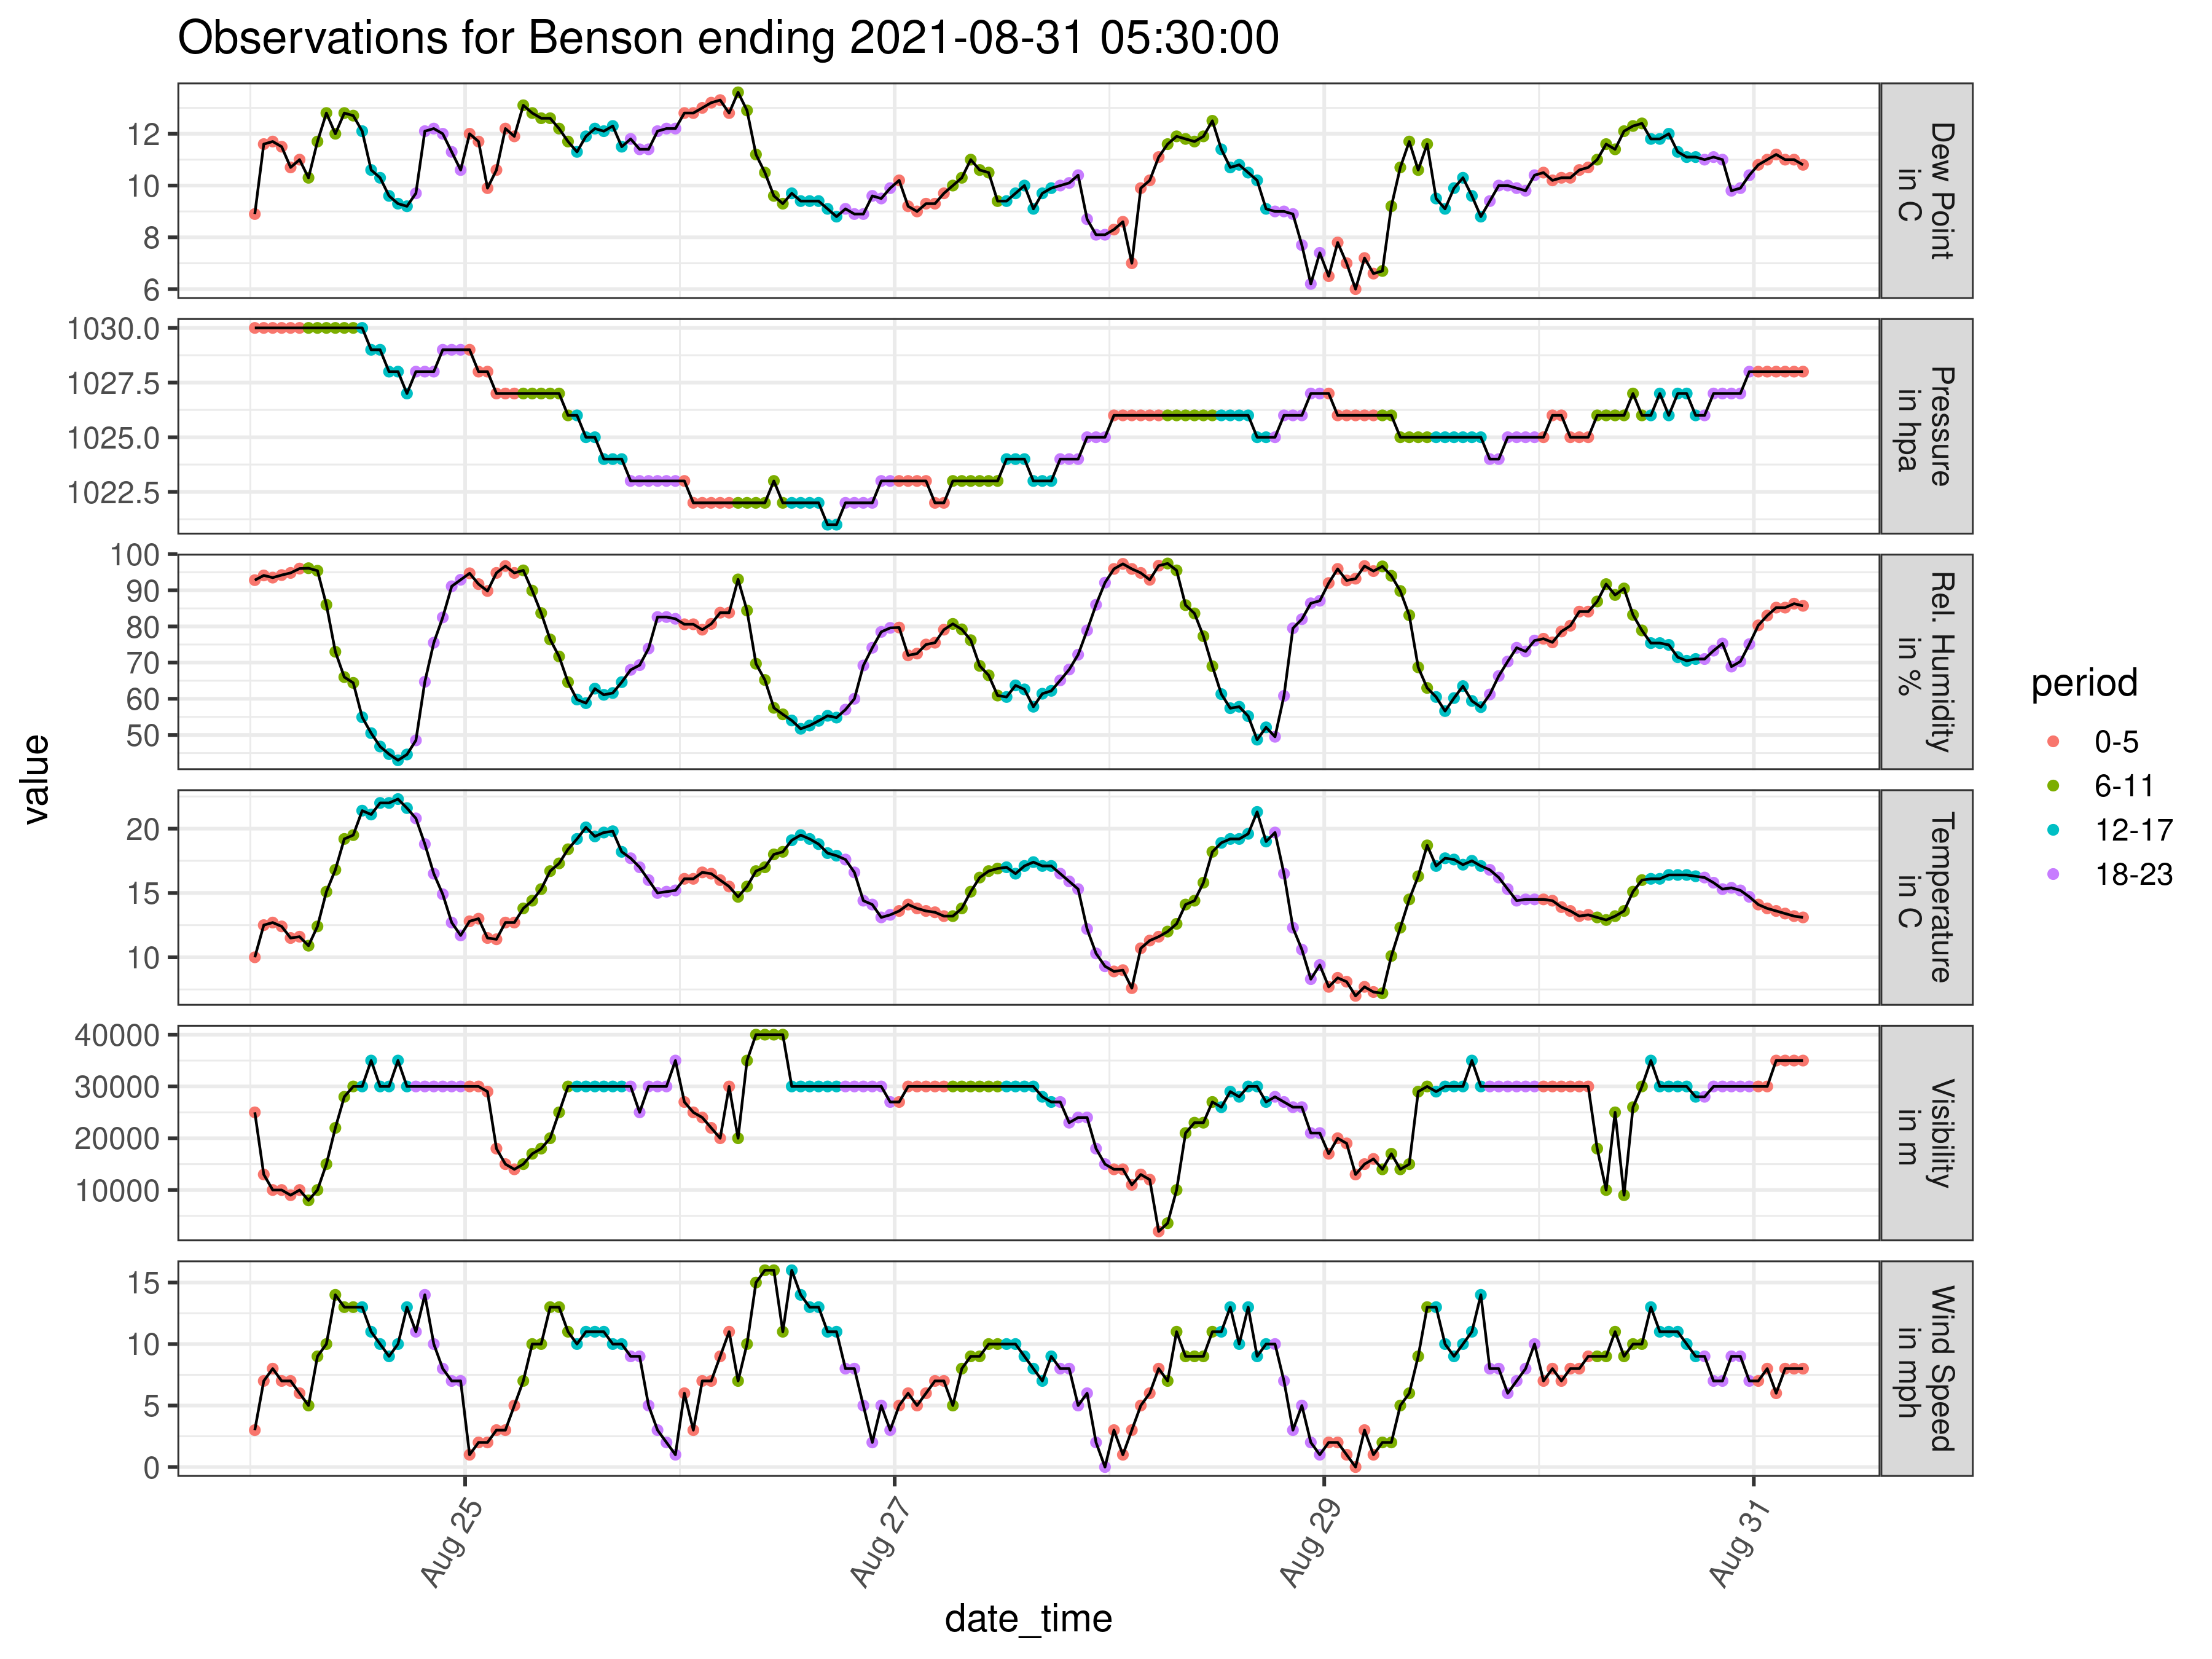 Observations for Benson ending 2021-08-31 05:30:00
value
12
10
8
6
Dew Point
in C
1030.0
1027.5
1025.0
1022.5
Pressure
in hpa
100
90
80
70
60
50
Rel. Humidity
in %
20
15
10
Temperature
in C
40000
30000
20000
10000
Visibility
in m
15
10
5
0
Wind Speed
in mph
Aug 25
Aug 27
Aug 29
Aug 31
date_time
period
0-5
6-11
12-17
18-23